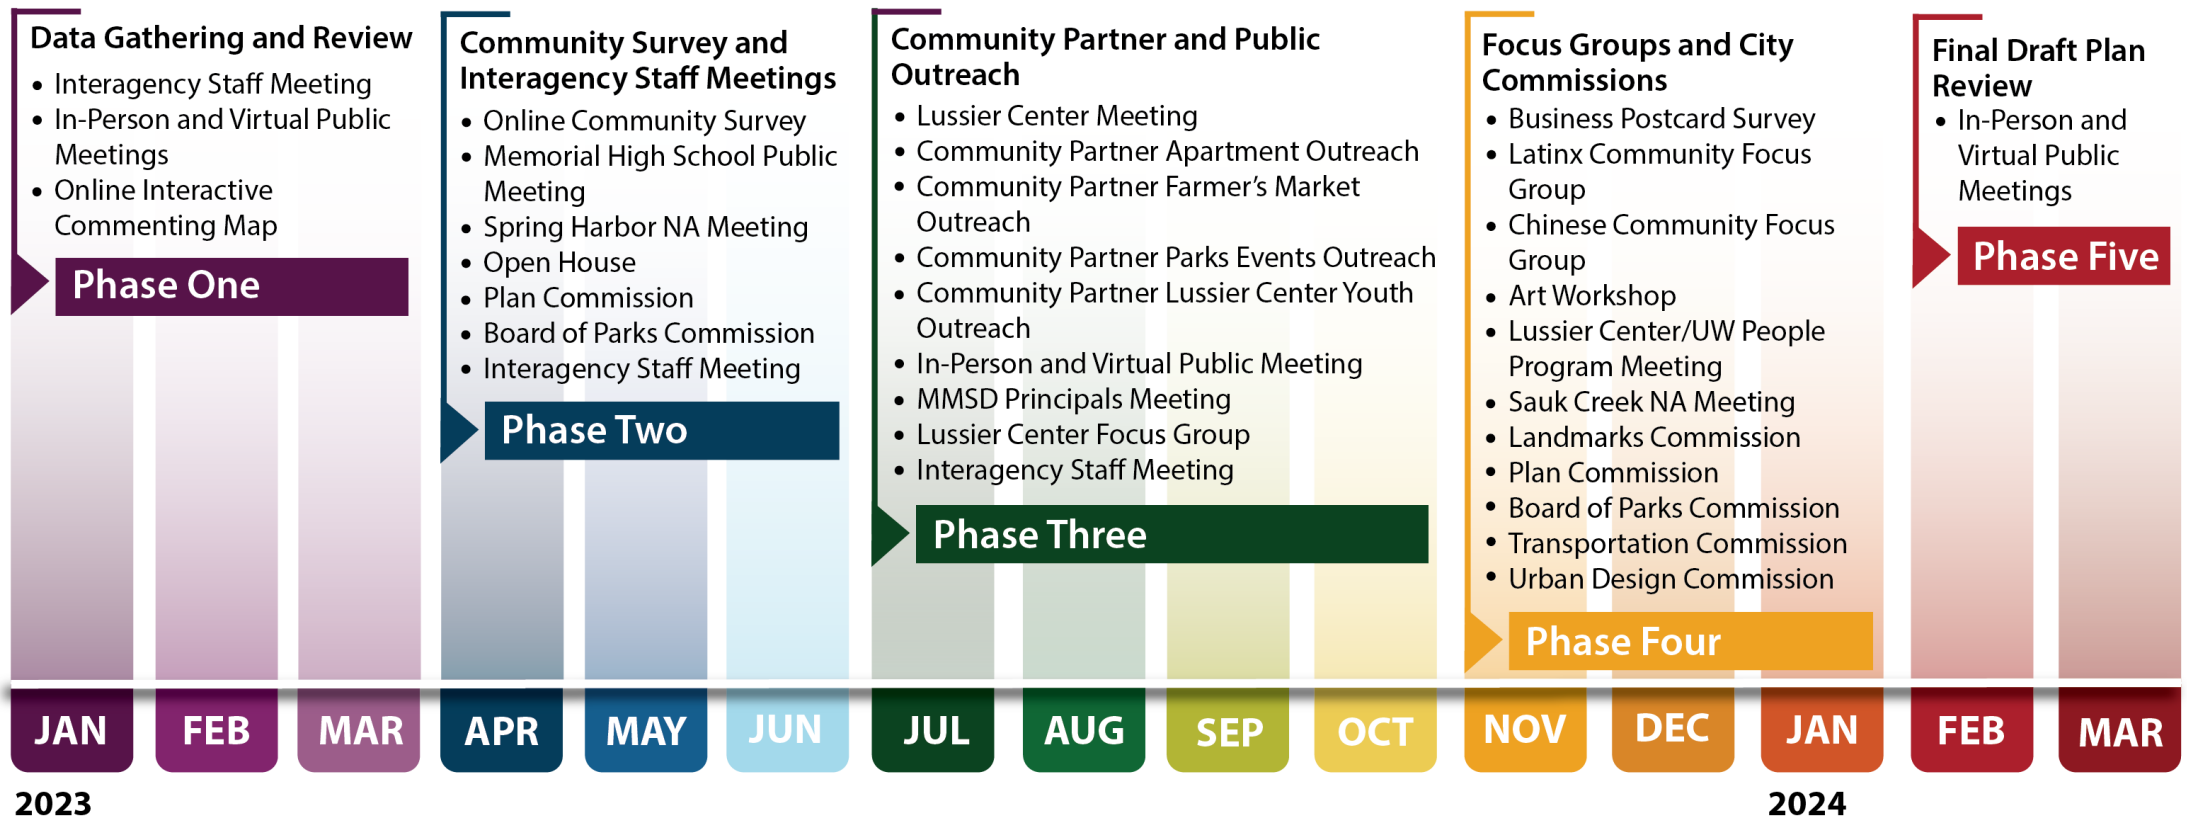 Data Gathering and Review
• Interagency Staff Meeting
• In-Person and Virtual Public
Meetings
• Online Interactive
Commenting Map
Phase One
Community Survey and
Interagency Staff Meetings
• Online Community Survey
• Memorial High School Public
Meeting
• Spring Harbor NA Meeting
• Open House
• Plan Commission
• Board of Parks Commission
• Interagency Staff Meeting
Phase Two
Community Partner and Public
Outreach
• Lussier Center Meeting
• Community Partner Apartment Outreach
• Community Partner Farmer’s Market
Outreach
• Community Partner Parks Events Outreach
• Community Partner Lussier Center Youth
Outreach
• In-Person and Virtual Public Meeting
• MMSD Principals Meeting
• Lussier Center Focus Group
• Interagency Staff Meeting
Phase Three
Focus Groups and City
Commissions
• Business Postcard Survey
• Latinx Community Focus
Group
• Chinese Community Focus
Group
• Art Workshop
• Lussier Center/UW People
Program Meeting
• Sauk Creek NA Meeting
• Landmarks Commission
• Plan Commission
• Board of Parks Commission
• Transportation Commission
• Urban Design Commission
Phase Four
Final Draft Plan
Review
• In-Person and
Virtual Public
Meetings
Phase Five
JAN FEB MAR APR MAY JUN JUL AUG SEP OCT NOV DEC JAN FEB MAR
2023 2024